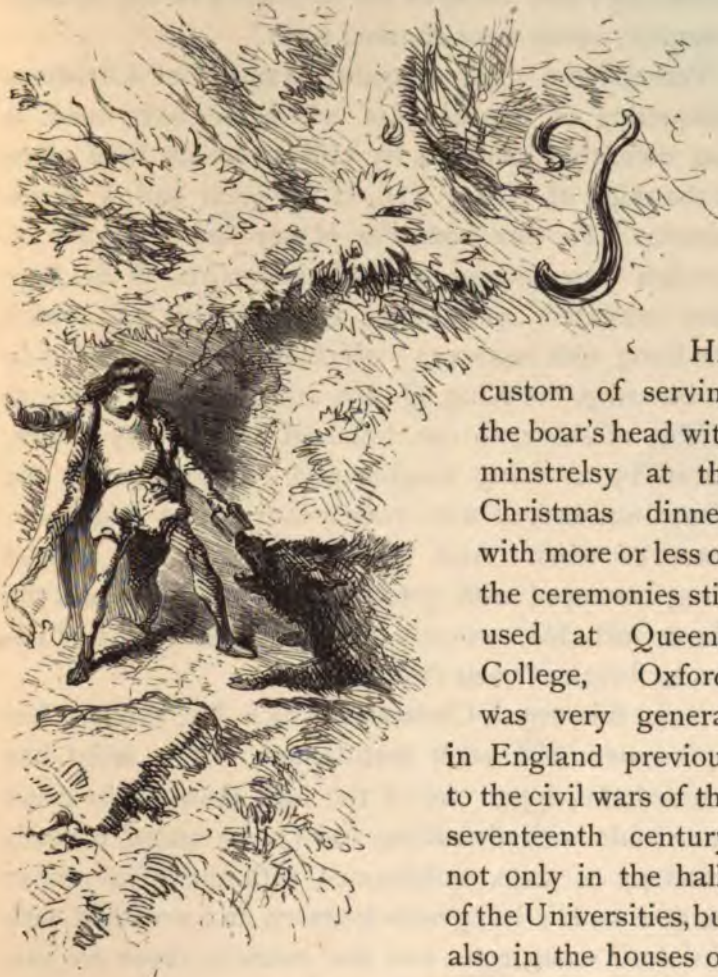 T
HE
custom of servin
the boar's head wit
minstrelsy at th
Christmas dinne
with more or less o
the ceremonies sti
used at Queen
College, Oxford
was very genera
in England previou
to the civil wars of th
seventeenth century
not only in the hall
of the Universities, bu
also in the houses o